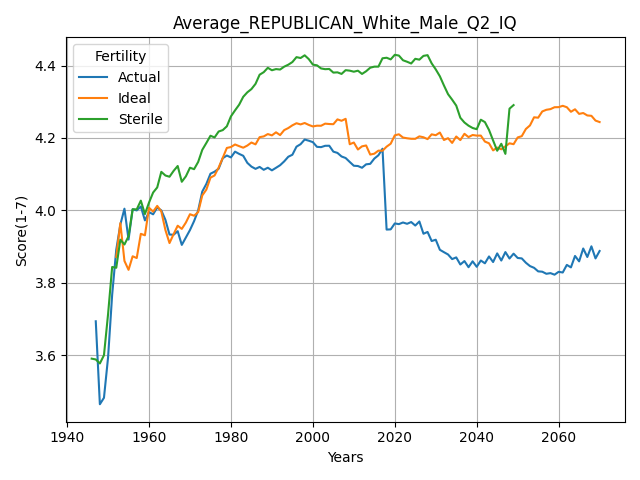 Average_REPUBLICAN_White_Male_Q2_IQ
Fertility
Actual
Ideal
Sterile
Score(1-7)
4.4
4.2
4.0
3.8
3.6
1940 1960 1980 2000 2020 2040 2060
Years